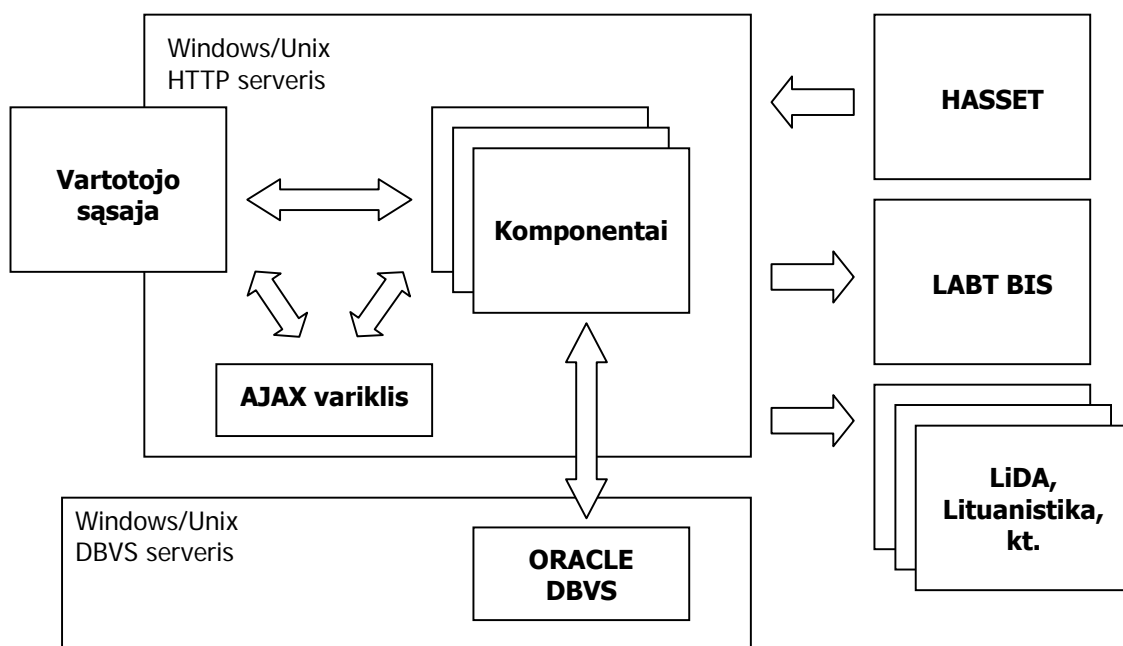 Windows/Unix
HTTP serveris
HASSET
Vartotojo
sąsaja
Komponentai
LABT BIS
AJAX variklis
LiDA,
Lituanistika,
kt.
Windows/Unix
DBVS serveris
ORACLE
DBVS